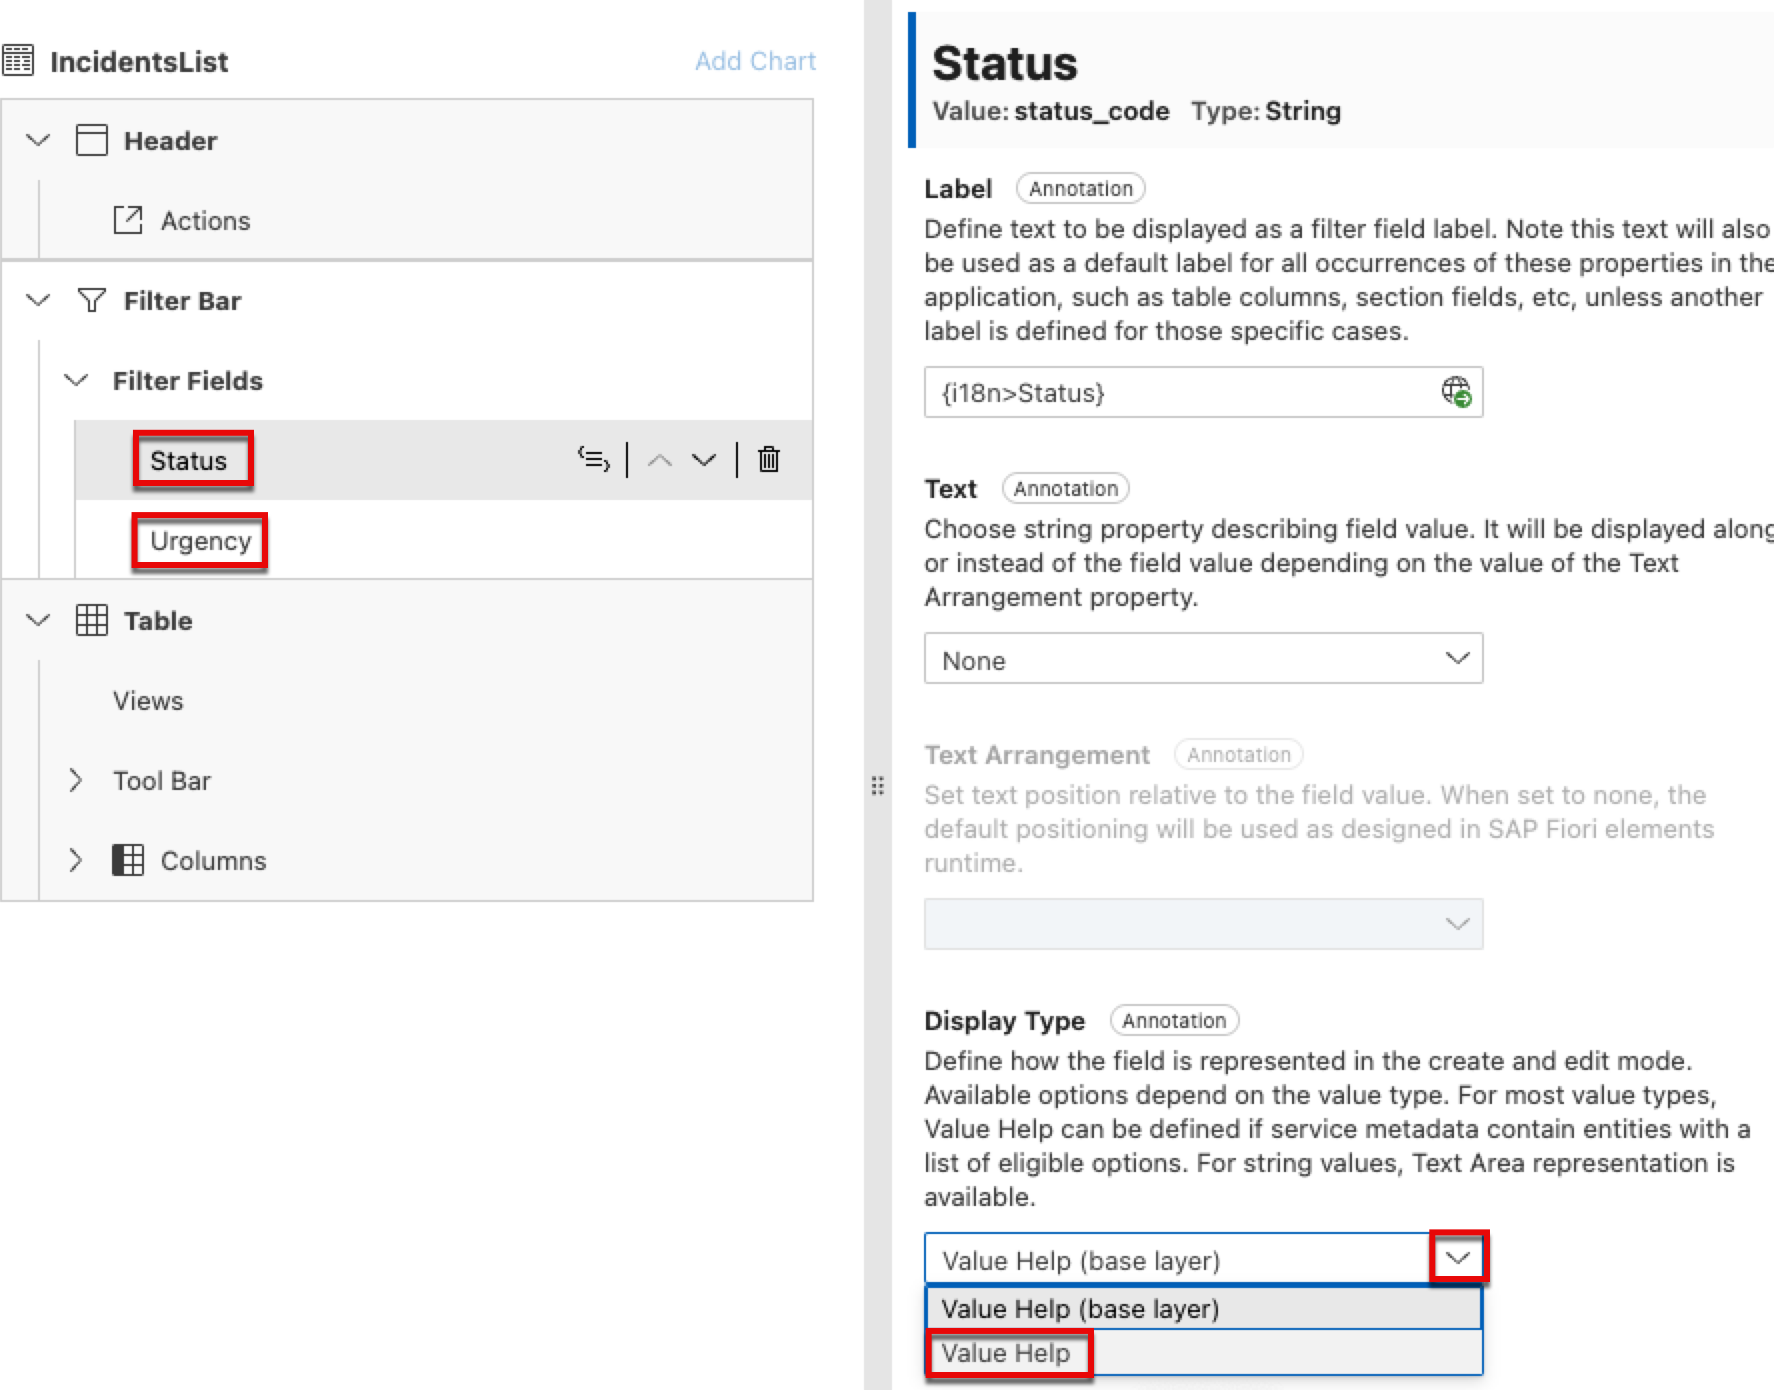 IncidentsList
Add Chart
Header
Actions
Filter Bar
Filter Fields
Status
Urgency
Table
Views
Tool Bar
Columns
Status
Value: status_code Type: String
Label Annotation
Define text to be displayed as a filter field label. Note this text will also
be used as a default label for all occurrences of these properties in the
application, such as table columns, section fields, etc, unless another
label is defined for those specific cases.
{i18n>Status}
Text Annotation
Choose string property describing field value. It will be displayed along
or instead of the field value depending on the value of the Text
Arrangement property.
None
Text Arrangement Annotation
Set text position relative to the field value. When set to none, the
default positioning will be used as designed in SAP Fiori elements
runtime.
Display Type Annotation
Define how the field is represented in the create and edit mode.
Available options depend on the value type. For most value types,
Value Help can be defined if service metadata contain entities with a
list of eligible options. For string values, Text Area representation is
available.
Value Help (base layer)
Value Help (base layer)
Value Help